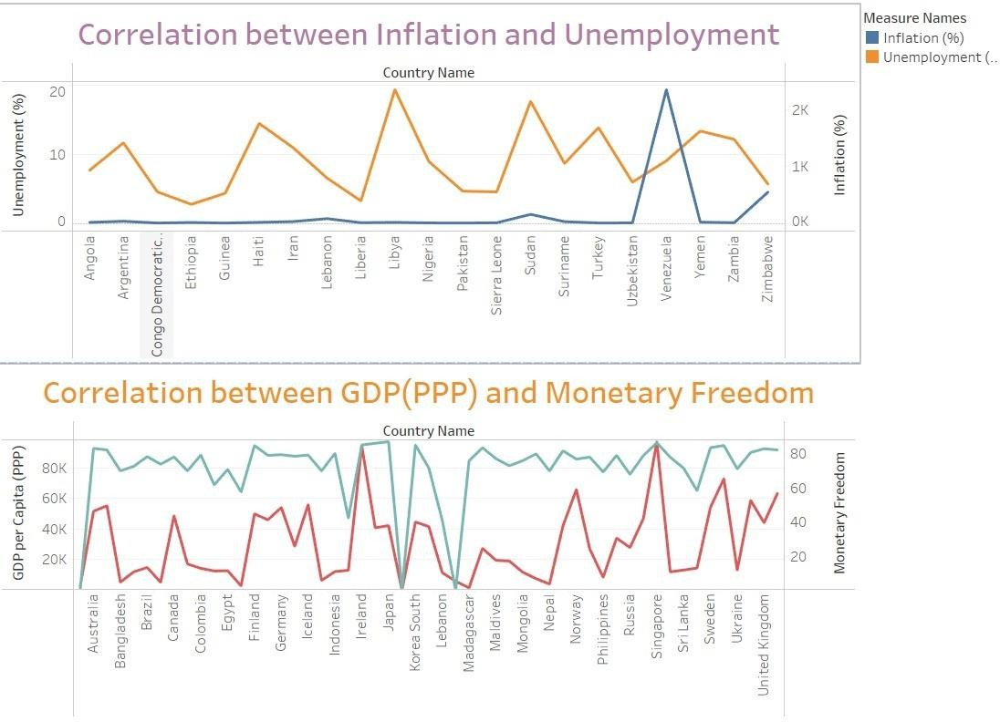 Correlation between Inflation and Unemployment
Measure Names
Inflation (%)
Unemployment (..
Country Name
Unemployment (%)
20
10
0
2K
1K
0K
Inflation (%)
Angola
Argentina
Congo Democratic..
Ethiopia
Guinea
Haiti
Iran
Lebanon
Liberia
Libya
Nigeria
Pakistan
Sierra Leone
Sudan
Suriname
Turkey
Uzbekistan
Venezuela
Yemen
Zambia
Zimbabwe
Correlation between GDP(PPP) and Monetary Freedom
Country Name
GDP per Capita (PPP)
80K
60K
40K
20K
80
60
40
20
Monetary Freedom
Australia
Bangladesh
Brazil
Canada
Colombia
Egypt
Finland
Germany
Iceland
Indonesia
Ireland
Japan
Korea South
Lebanon
Madagascar
Maldives
Mongolia
Nepal
Norway
Philippines
Russia
Singapore
Sri Lanka
Sweden
Ukraine
United Kingdom